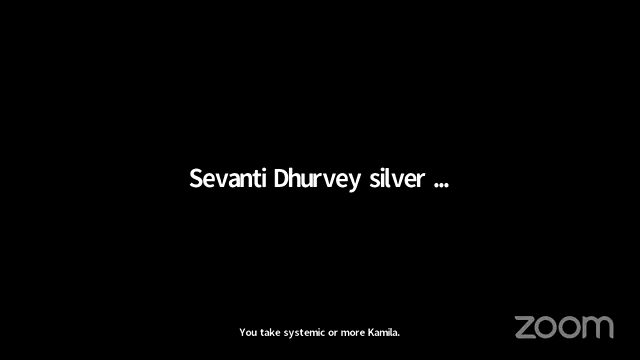 Sevanti Dhurvey silver ...
You take systemic or more Kamila.
zoom